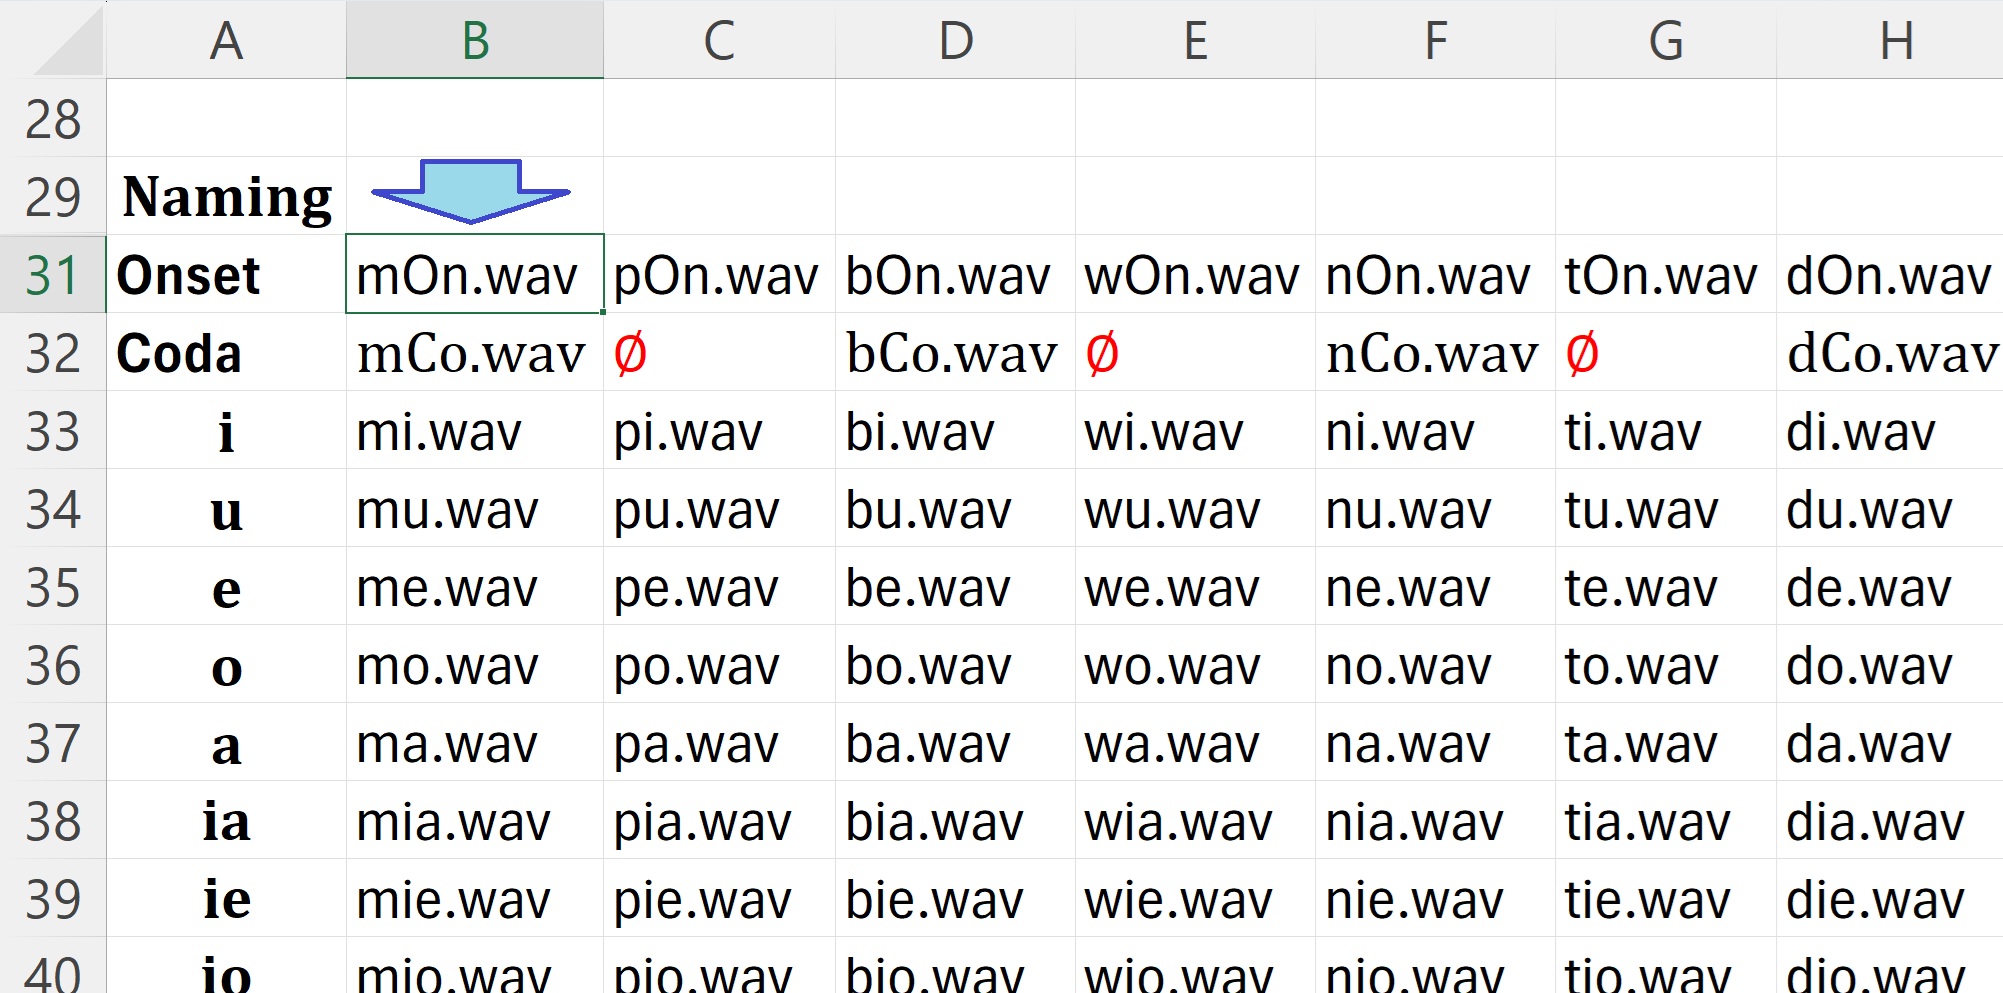 A B C D E F G H
28
29 Naming
31 Onset mOn.wav pOn.wav bOn.wav wOn.wav nOn.wav tOn.wav dOn.wav
32 Coda mCo.wav Ø bCo.wav Ø nCo.wav Ø dCo.wav
33 i mi.wav pi.wav bi.wav wi.wav ni.wav ti.wav di.wav
34 u mu.wav pu.wav bu.wav wu.wav nu.wav tu.wav du.wav
35 e me.wav pe.wav be.wav we.wav ne.wav te.wav de.wav
36 o mo.wav po.wav bo.wav wo.wav no.wav to.wav do.wav
37 a ma.wav pa.wav ba.wav wa.wav na.wav ta.wav da.wav
38 ia mia.wav pia.wav bia.wav wia.wav nia.wav tia.wav dia.wav
39 ie mie.wav pie.wav bie.wav wie.wav nie.wav tie.wav die.wav
40 io mio.wav pio.wav bio.wav wio.wav nio.wav tio.wav dio.wav